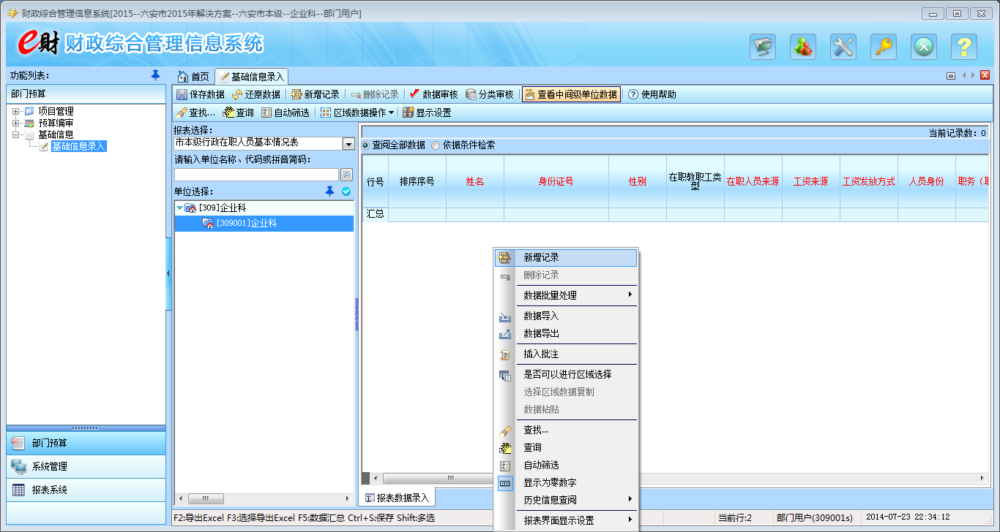 财政综合管理信息系统[2015--六安市2015年解决方案--六安市本级--企业科--部门用户]
e财 财政综合管理信息系统
功能列表:
首页 基础信息录入
部门预算
保存数据 还原数据 新增记录 删除记录 数据审核 分类审核 查看中间级单位数据 使用帮助
查找... 查询 自动筛选 区域数据操作 显示设置
项目管理
预算编审
基础信息
基础信息录入
报表选择:
市本级行政在职人员基本情况表
请输入单位名称、代码或拼音简码:
单位选择:
[309]企业科
[309001]企业科
当前记录数: 0
查阅全部数据 依据条件检索
行号 排序序号 姓名 身份证号 性别 在职教职工类型 在职人员来源 工资来源 工资发放方式 人员身份 职务（职
汇总
新增记录
删除记录
数据批量处理
数据导入
数据导出
插入批注
是否可以进行区域选择
选择区域数据复制
数据粘贴
查找...
查询
自动筛选
显示为零数字
历史信息查阅
报表界面显示设置
部门预算
系统管理
报表系统
报表数据录入
F2:导出Excel F3:选择导出Excel F5:数据汇总 Ctrl+S:保存 Shift:多选
当前行:2 部门用户(309001s) 2014-07-23 22:34:12